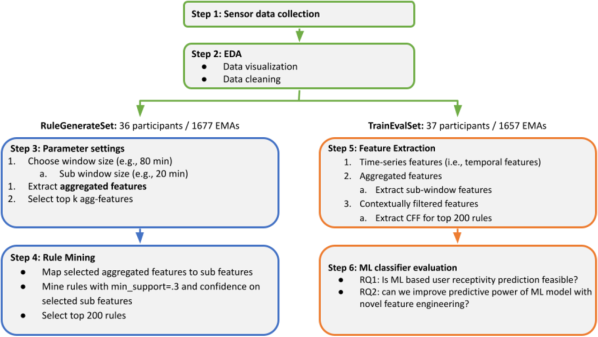 Step 1: Sensor data collection
Step 2: EDA
● Data visualization
● Data cleaning
RuleGenerateSet: 36 participants / 1677 EMAs
Step 3: Parameter settings
1. Choose window size (e.g., 80 min)
a. Sub window size (e.g., 20 min)
1. Extract aggregated features
2. Select top k agg-features
Step 4: Rule Mining
● Map selected aggregated features to sub features
● Mine rules with min_support=.3 and confidence on
selected sub features
● Select top 200 rules
TrainEvalSet: 37 participants / 1657 EMAs
Step 5: Feature Extraction
1. Time-series features (i.e., temporal features)
2. Aggregated features
a. Extract sub-window features
3. Contextually filtered features
a. Extract CFF for top 200 rules
Step 6: ML classifier evaluation
● RQ1: Is ML based user receptivity prediction feasible?
● RQ2: can we improve predictive power of ML model with
novel feature engineering?